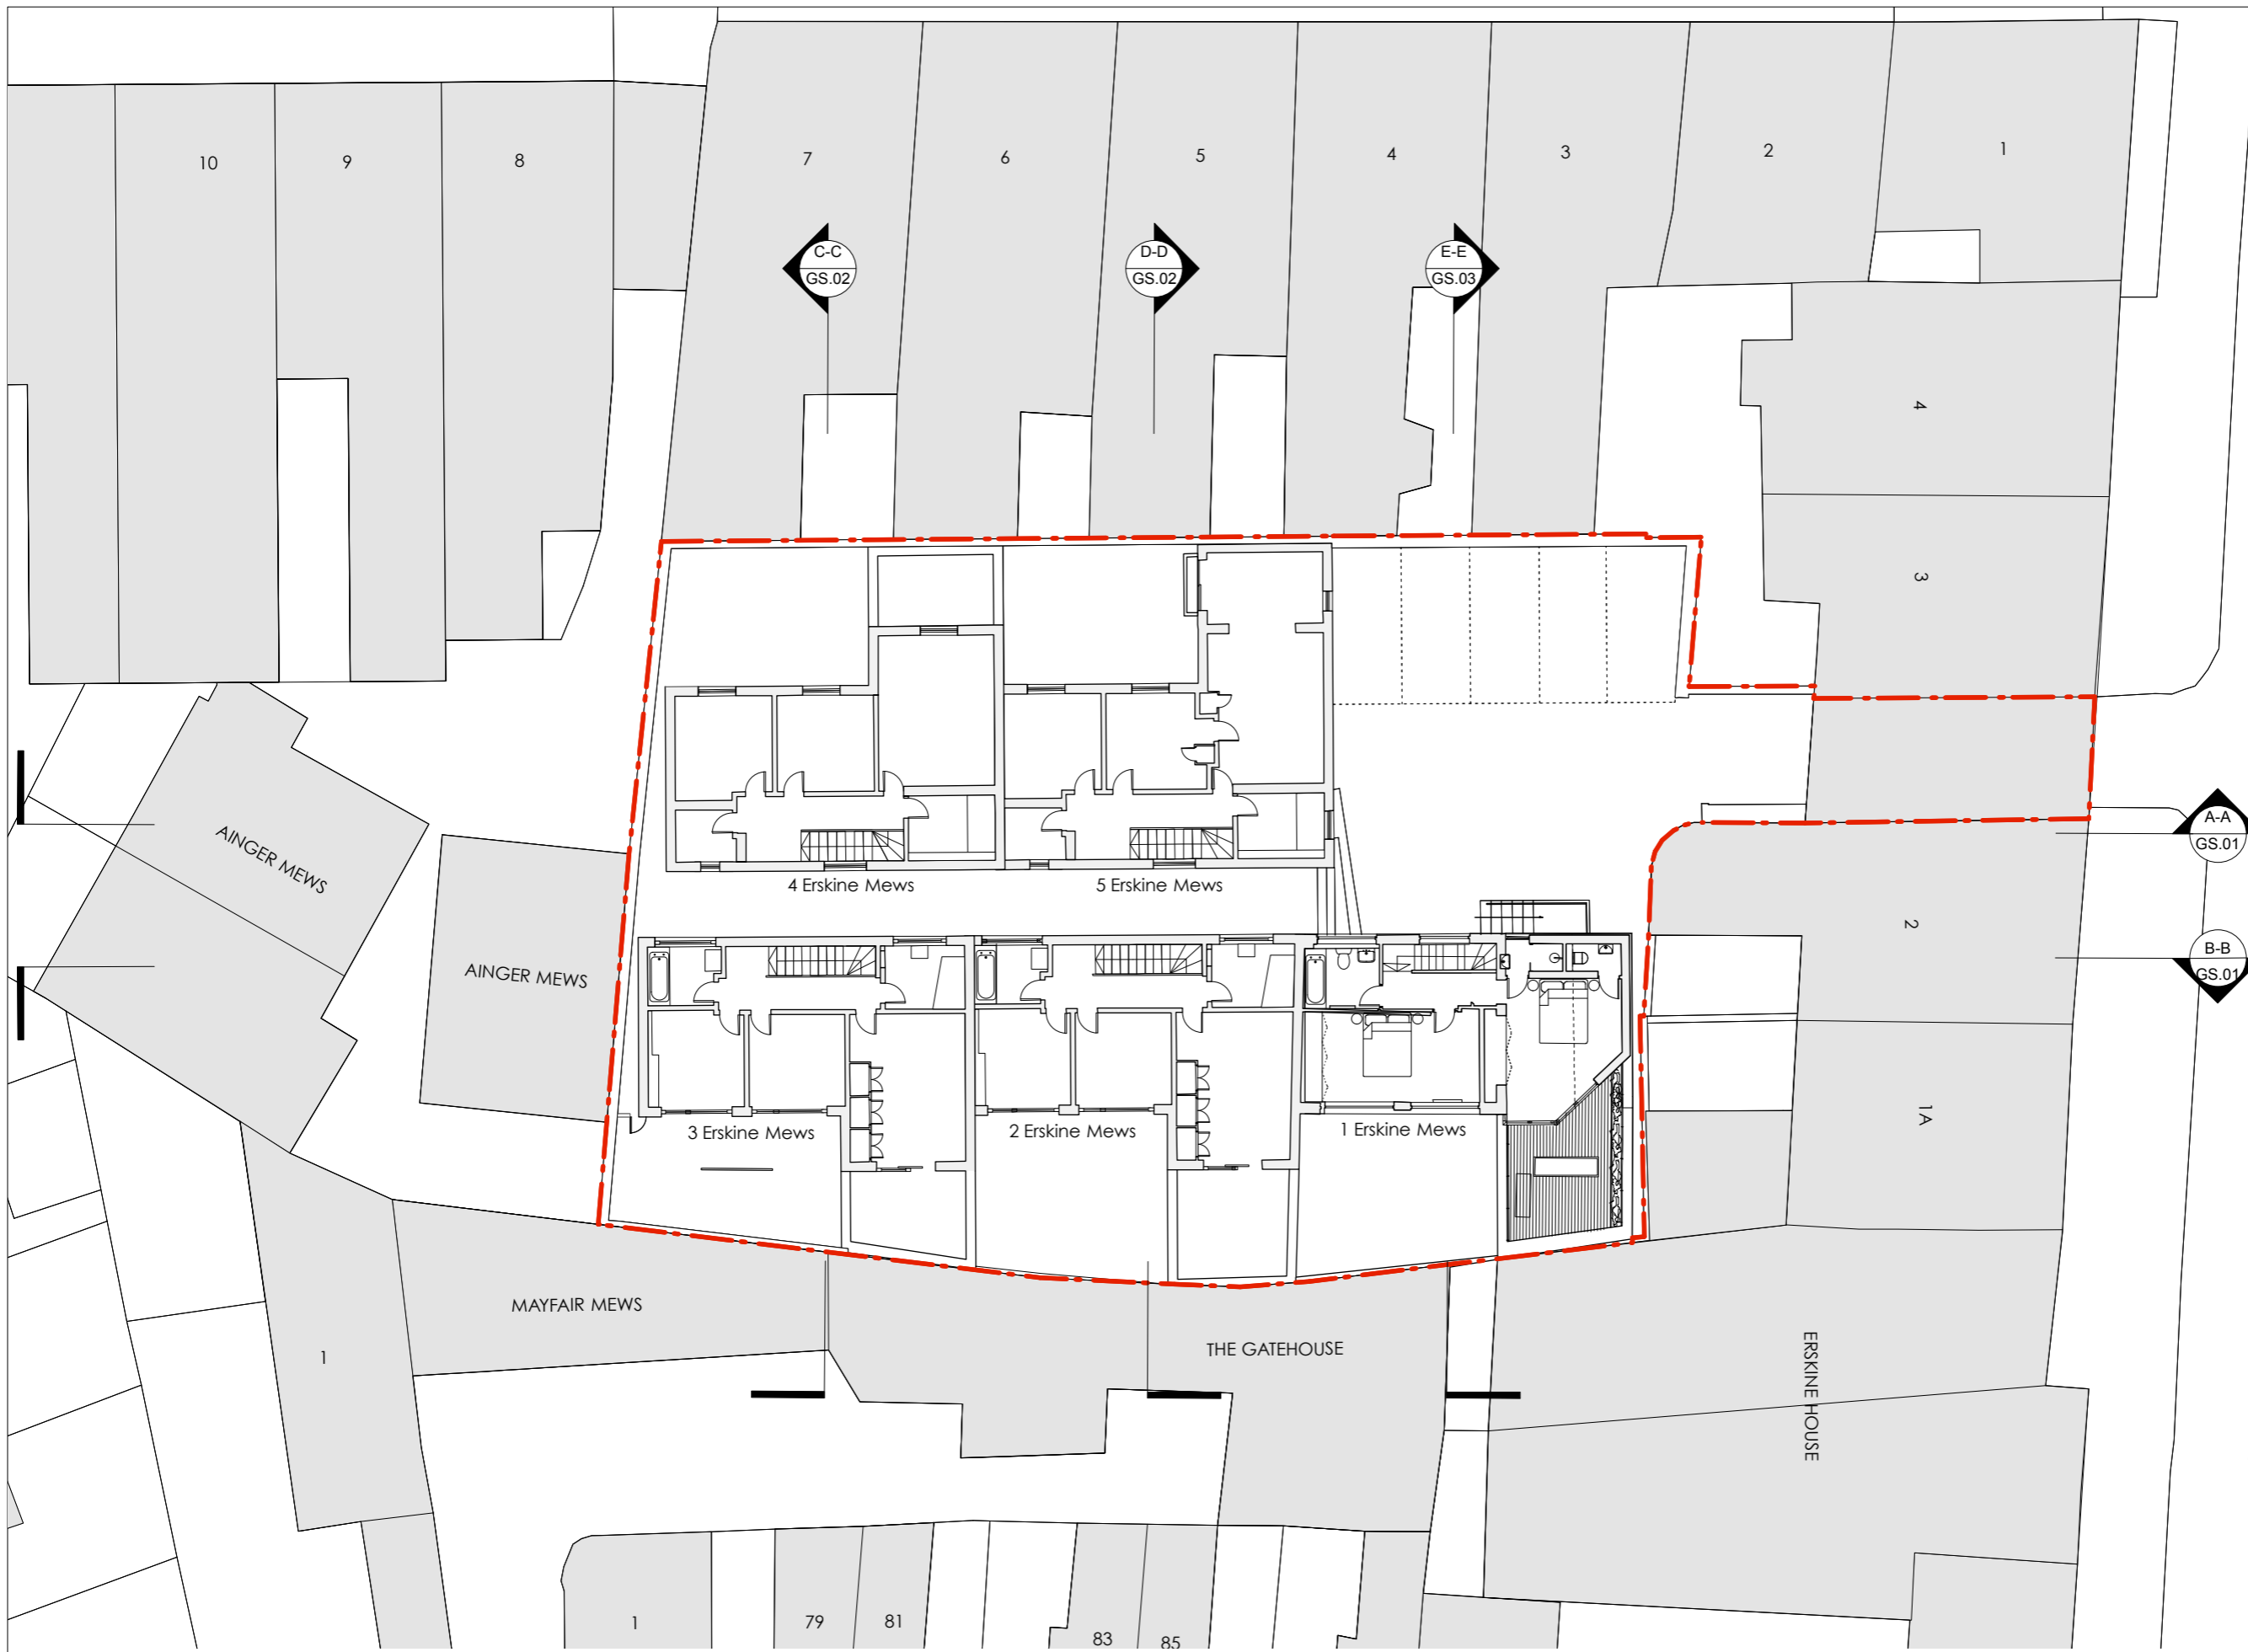 10
9
8
7
6
5
4
3
2
1
C-C
GS.02
D-D
GS.02
E-E
GS.03
4
3
AINGER MEWS
A-A
GS.01
4 Erskine Mews
5 Erskine Mews
2
AINGER MEWS
B-B
GS.01
3 Erskine Mews
2 Erskine Mews
1 Erskine Mews
1A
MAYFAIR MEWS
1
THE GATEHOUSE
ERSKINE HOUSE
1
79
81
83
85